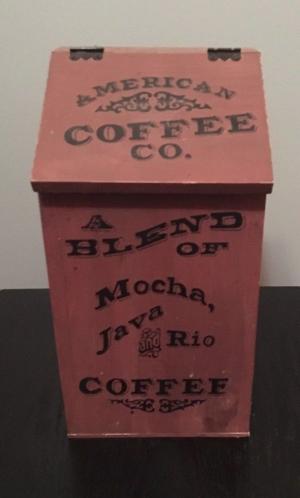 AMERICAN
COFFEE
CO.
A
BLEND
OF
Mocha,
Java and Rio
COFFEE